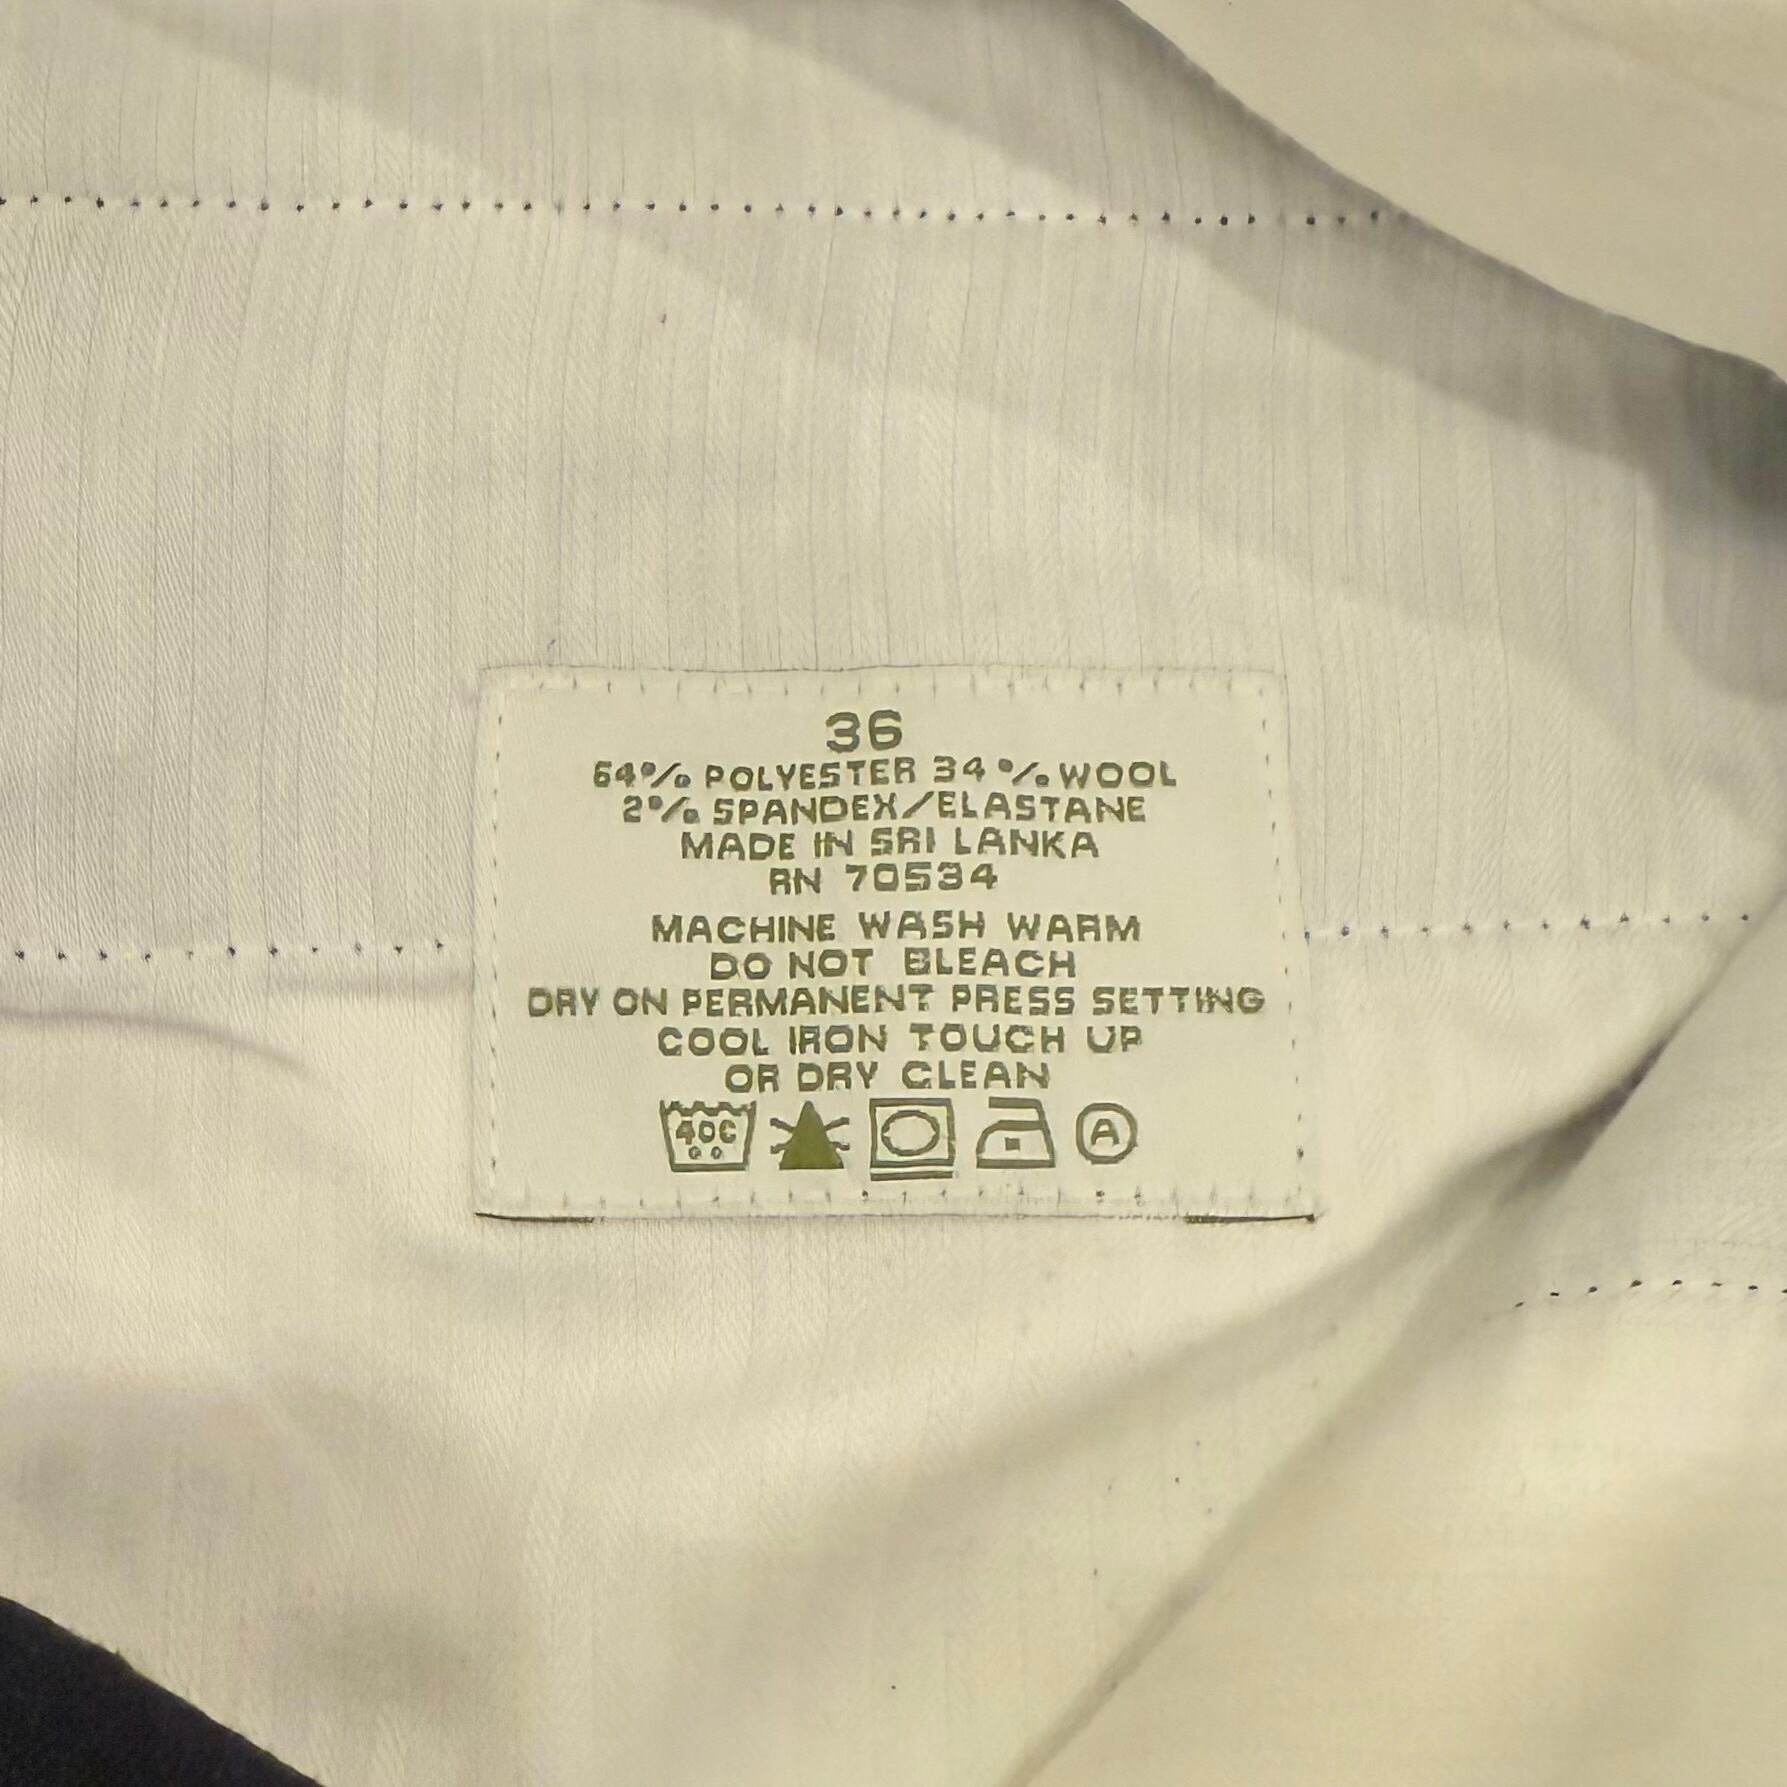 36
64% POLYESTER 34% WOOL
2% SPANDEX/ELASTANE
MADE IN SRI LANKA
RN 70534
MACHINE WASH WARM
DO NOT BLEACH
DRY ON PERMANENT PRESS SETTING
COOL IRON TOUCH UP
OR DRY CLEAN
40C A